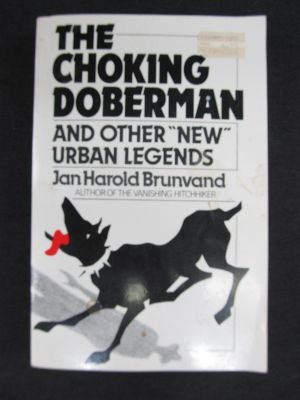 THE
CHOKING
DOBERMAN
AND OTHER "NEW"
URBAN LEGENDS
Jan Harold Brunvand
AUTHOR OF THE VANISHING HITCHHIKER